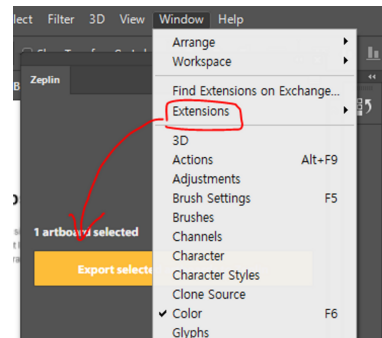 Filter 3D View Window Help
Arrange
Workspace
Zeplin
Find Extensions on Exchange...
Extensions
3D
Actions Alt+F9
Adjustments
Brush Settings F5
Brushes
1 artboard selected
Channels
Character
Export selecte
Character Styles
Clone Source
Color F6
Glyphs